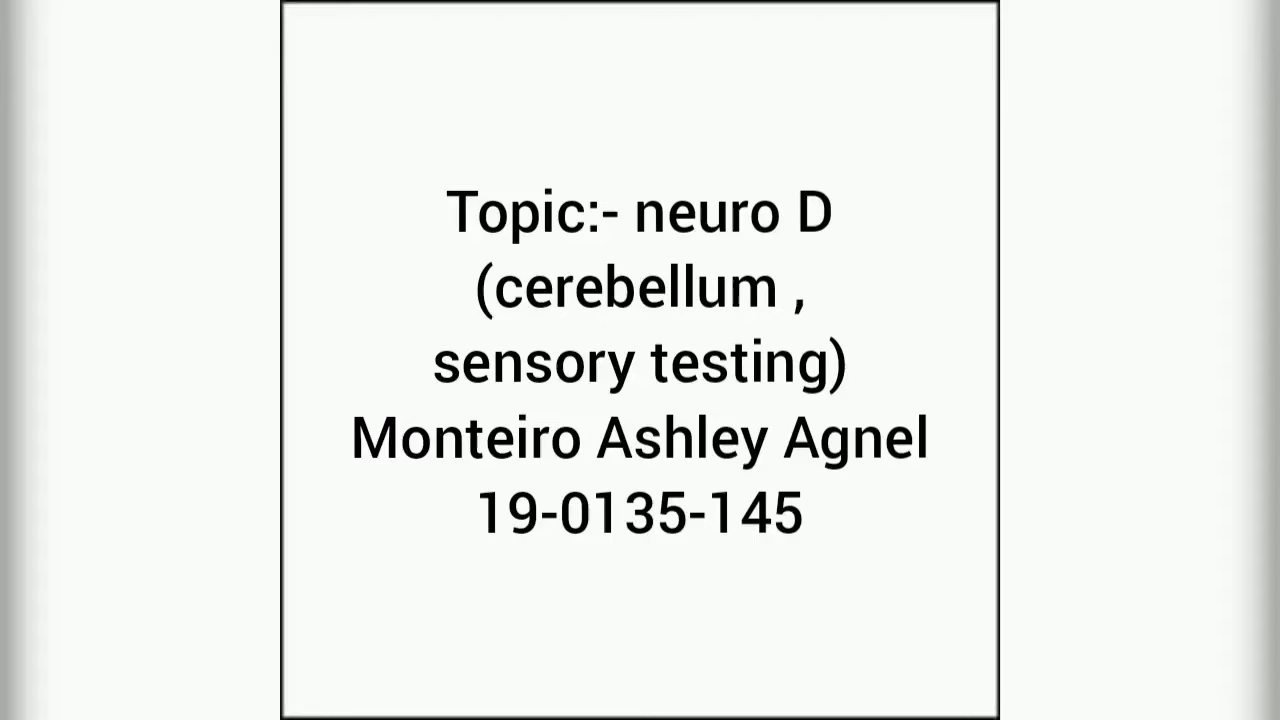 Topic:- neuro D
(cerebellum ,
sensory testing)
Monteiro Ashley Agnel
19-0135-145